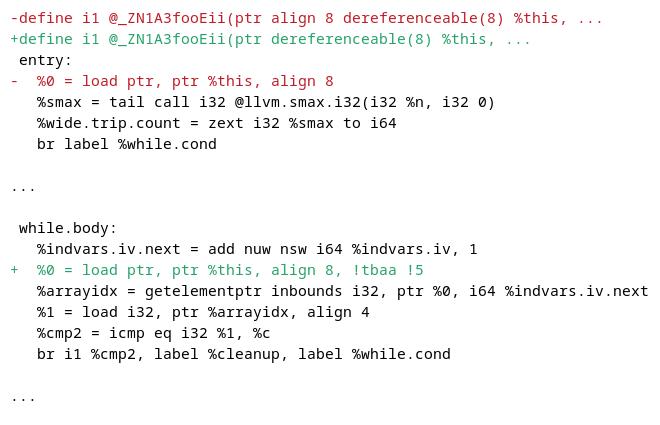 -define i1 @_ZN1A3fooEii(ptr align 8 dereferenceable(8) %this, ...
+define i1 @_ZN1A3fooEii(ptr dereferenceable(8) %this, ...
 entry:
-  %0 = load ptr, ptr %this, align 8
   %smax = tail call i32 @llvm.smax.i32(i32 %n, i32 0)
   %wide.trip.count = zext i32 %smax to i64
   br label %while.cond

...

 while.body:
   %indvars.iv.next = add nuw nsw i64 %indvars.iv, 1
+  %0 = load ptr, ptr %this, align 8, !tbaa !5
   %arrayidx = getelementptr inbounds i32, ptr %0, i64 %indvars.iv.next
   %1 = load i32, ptr %arrayidx, align 4
   %cmp2 = icmp eq i32 %1, %c
   br i1 %cmp2, label %cleanup, label %while.cond

...